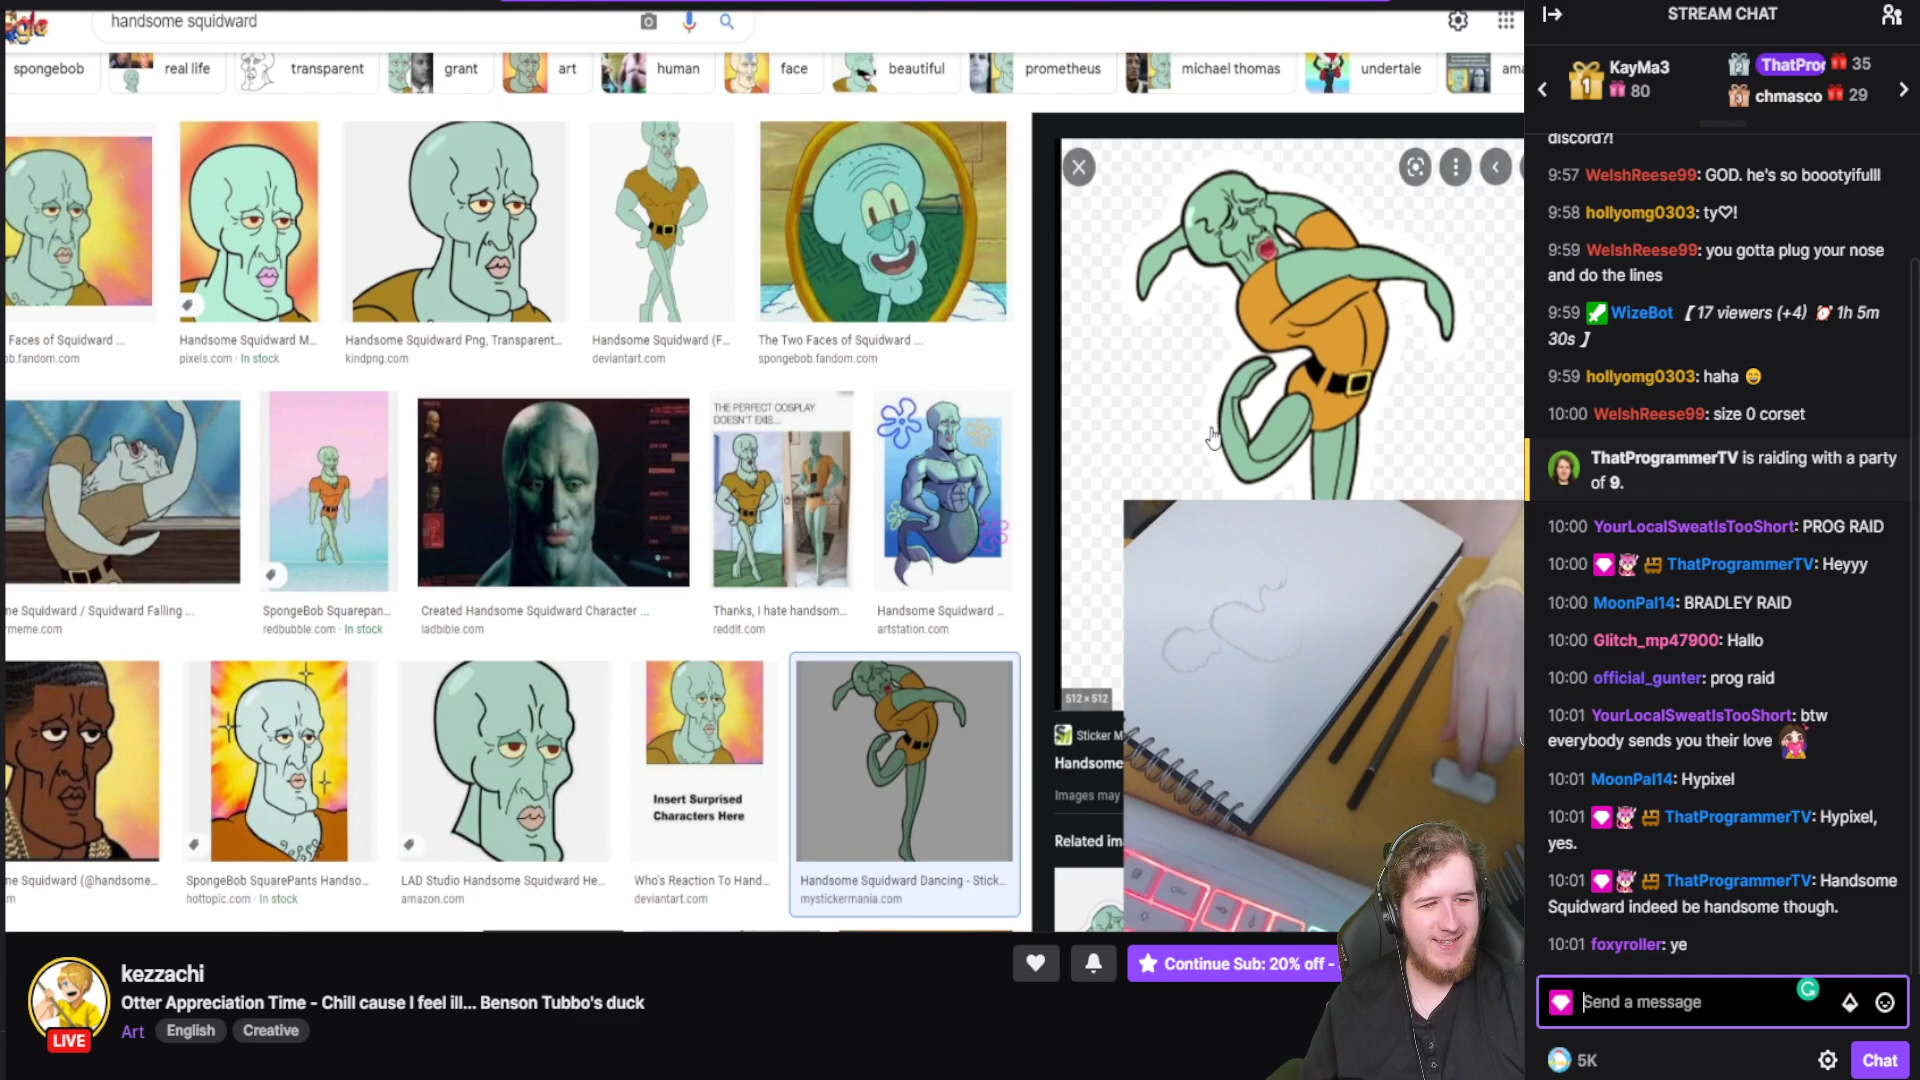 handsome squidward
spongebob
real life
transparent
grant
art
human
face
beautiful
prometheus
michael thomas
undertale
Faces of Squidward ...
b.fandom.com
Handsome Squidward M...
pixels.com · In stock
Handsome Squidward Png, Transparent...
kindpng.com
Handsome Squidward (F...
deviantart.com
The Two Faces of Squidward ...
spongebob.fandom.com
THE PERFECT COSPLAY
DOESN'T EXIS...
ne Squidward / Squidward Falling ...
meme.com
SpongeBob Squarepan...
redbubble.com · In stock
Created Handsome Squidward Character ...
ladbible.com
Thanks, I hate handsom...
reddit.com
Handsome Squidward ...
artstation.com
Insert Surprised
Characters Here
ne Squidward (@handsome...
m
SpongeBob SquarePants Handso...
hottopic.com · In stock
LAD Studio Handsome Squidward He...
amazon.com
Who's Reaction To Hand...
deviantart.com
Handsome Squidward Dancing - Stick...
mystickermania.com
512 × 512
Sticker M
Handsome
Images may
Related im
kezzachi
Otter Appreciation Time - Chill cause I feel ill... Benson Tubbo's duck
LIVE
Art
English
Creative
Continue Sub: 20% off -
STREAM CHAT
1
KayMa3
80
2
ThatProg
35
3
chmasco
29
discord?!
9:57 WelshReese99: GOD. he's so boootyifulll
9:58 hollyomg0303: ty♡!
9:59 WelshReese99: you gotta plug your nose
and do the lines
9:59 WizeBot 【 17 viewers (+4) ⏰ 1h 5m
30s 】
9:59 hollyomg0303: haha 😄
10:00 WelshReese99: size 0 corset
ThatProgrammerTV is raiding with a party
of 9.
10:00 YourLocalSweatIsTooShort: PROG RAID
10:00 ThatProgrammerTV: Heyyy
10:00 MoonPal14: BRADLEY RAID
10:00 Glitch_mp47900: Hallo
10:00 official_gunter: prog raid
10:01 YourLocalSweatIsTooShort: btw
everybody sends you their love
10:01 MoonPal14: Hypixel
10:01 ThatProgrammerTV: Hypixel,
yes.
10:01 ThatProgrammerTV: Handsome
Squidward indeed be handsome though.
10:01 foxyroller: ye
Send a message
5K
Chat